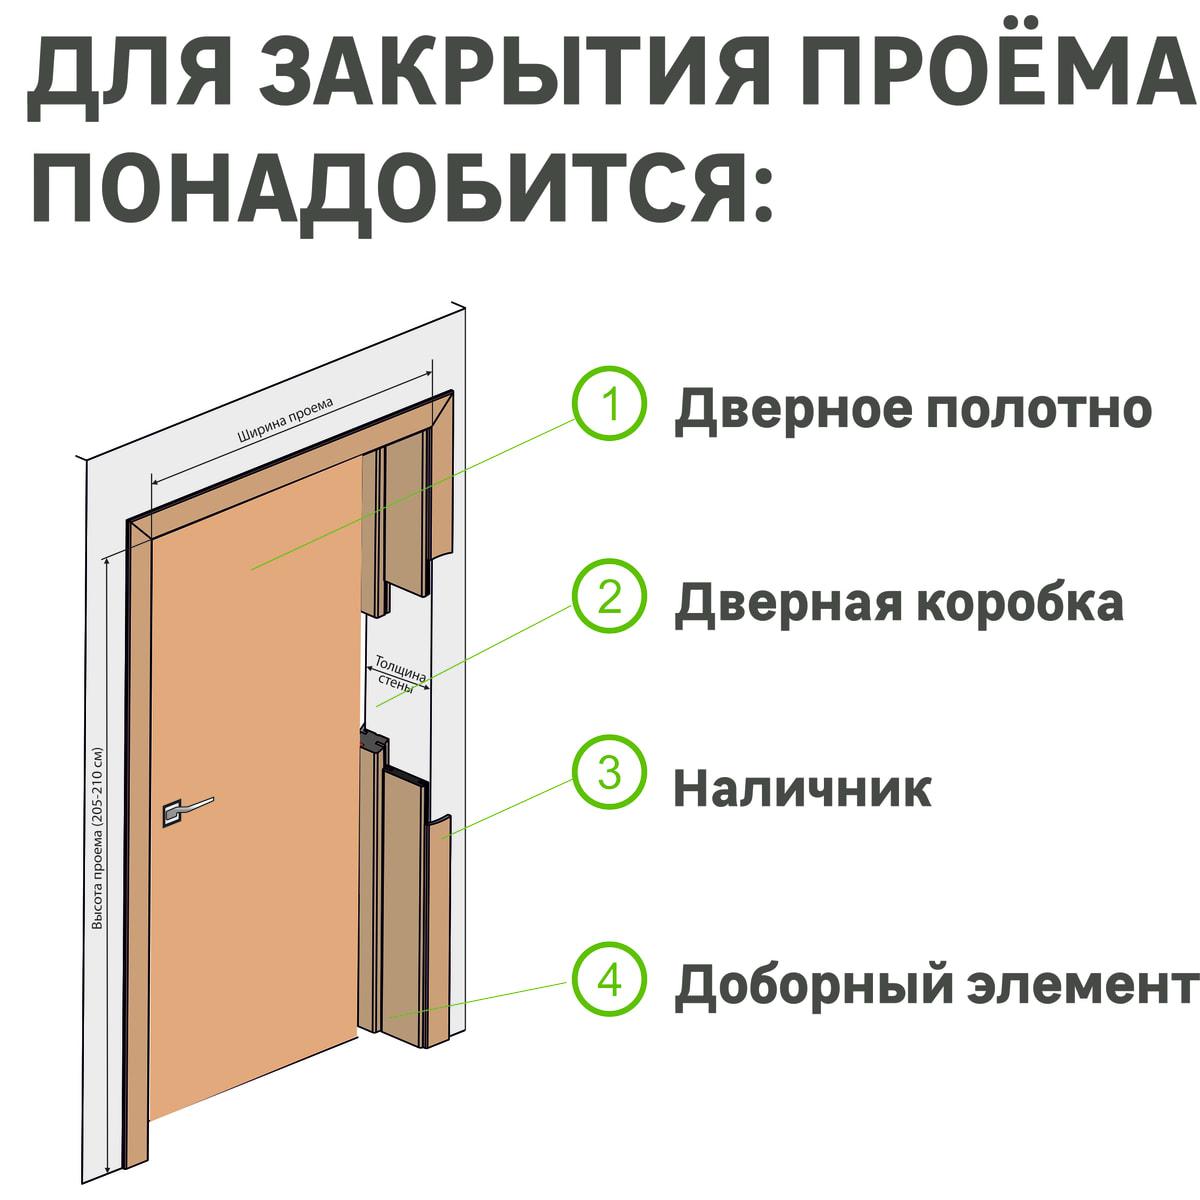 ДЛЯ ЗАКРЫТИЯ ПРОЁМА
ПОНАДОБИТСЯ:
Ширина проема
1 Дверное полотно
2 Дверная коробка
Толщина
стены
3 Наличник
Высота проема (205-210 см)
4 Доборный элемент